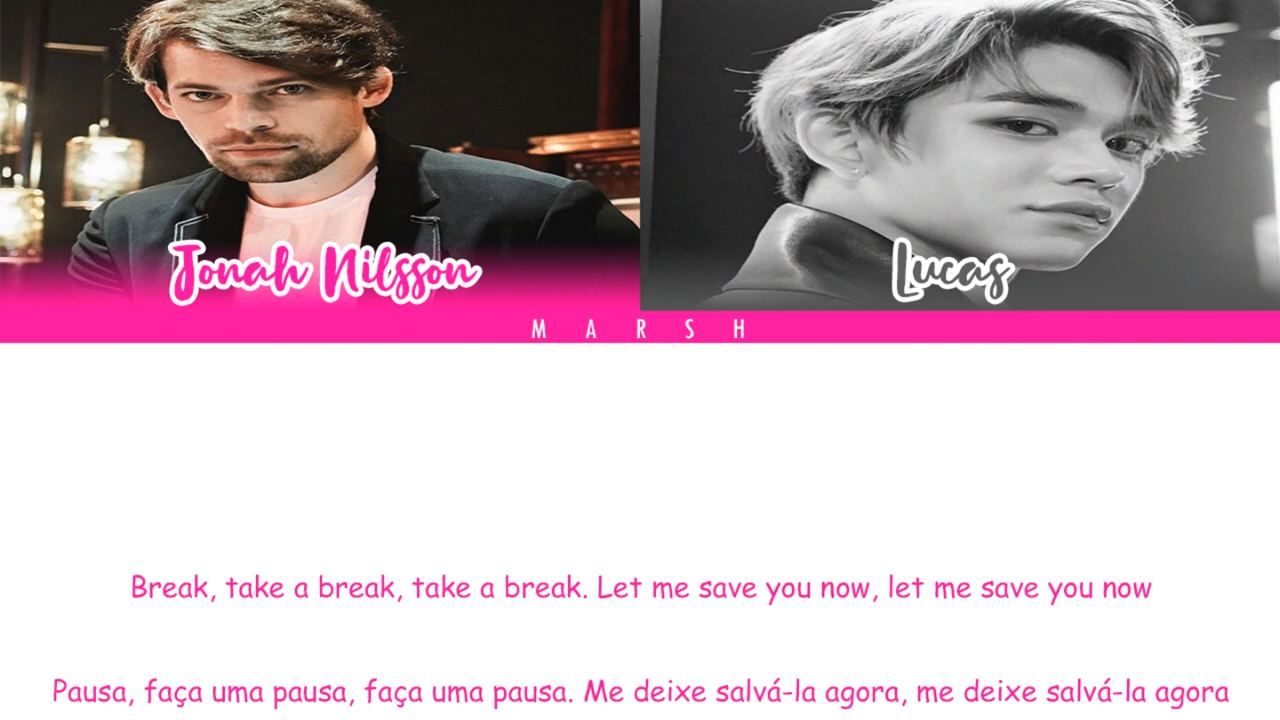 Jonah Nilsson
Lucas
MARSH
Break, take a break, take a break. Let me save you now, let me save you now
Pausa, faça uma pausa, faça uma pausa. Me deixe salvá-la agora, me deixe salvá-la agora